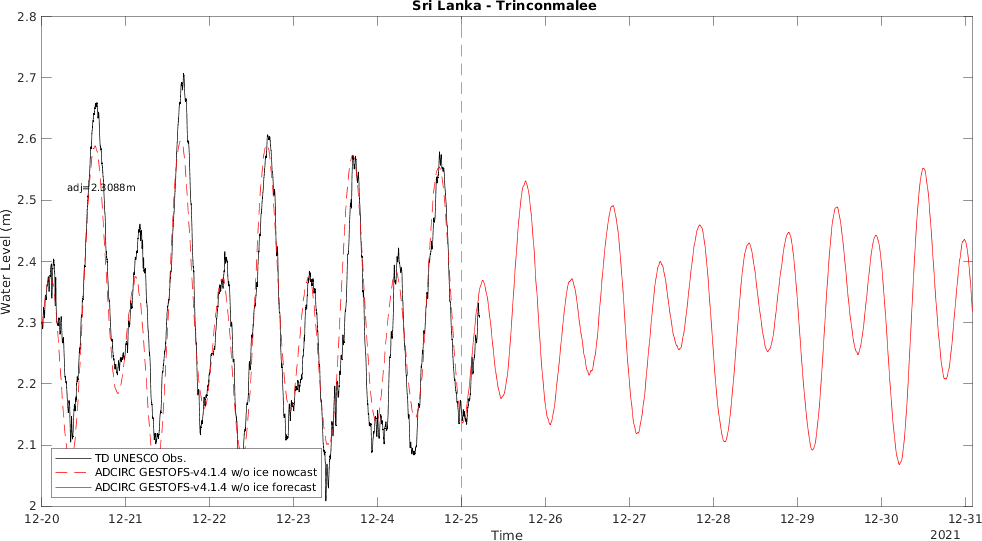 Sri Lanka - Trinconmalee
2.8
2.7
2.6
2.5
2.4
2.3
2.2
2.1
2
Water Level (m)
adj=2.3088m
TD UNESCO Obs.
ADCIRC GESTOFS-v4.1.4 w/o ice nowcast
ADCIRC GESTOFS-v4.1.4 w/o ice forecast
12-20 12-21 12-22 12-23 12-24 12-25 12-26 12-27 12-28 12-29 12-30 12-31
Time
2021